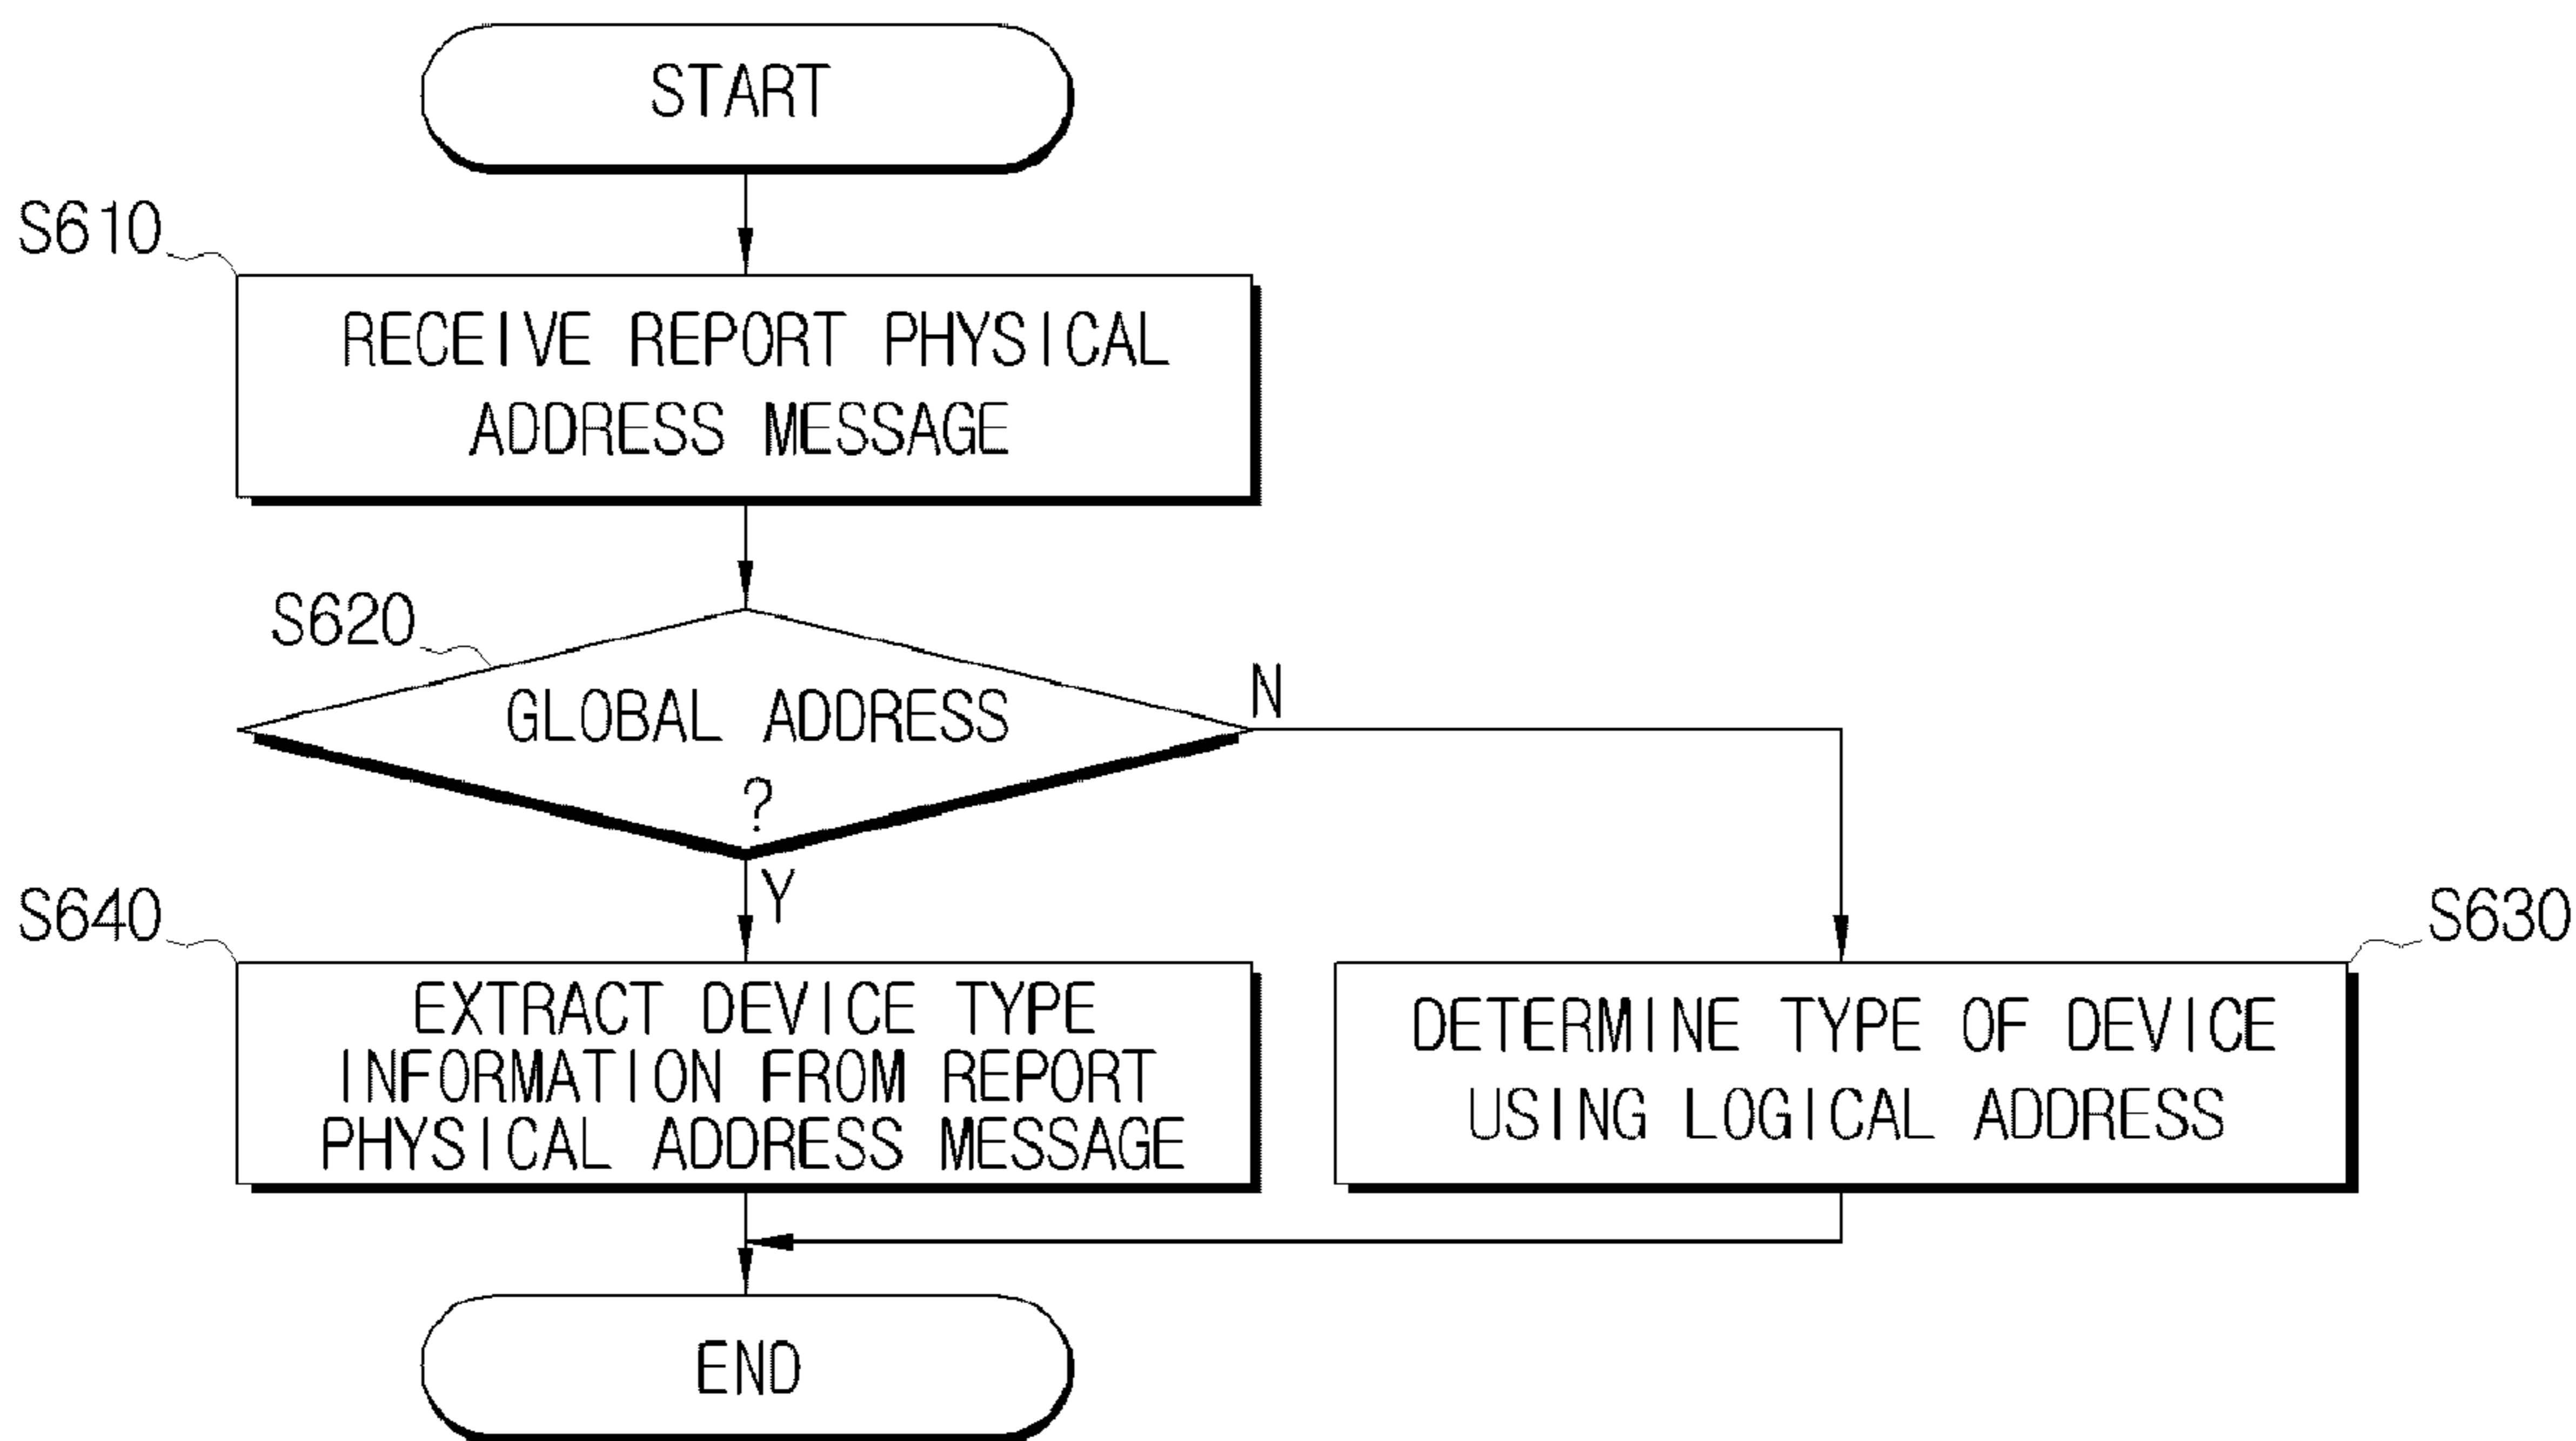 START
S610
RECEIVE REPORT PHYSICAL
ADDRESS MESSAGE
S620
GLOBAL ADDRESS
?
N
Y
S640
EXTRACT DEVICE TYPE
INFORMATION FROM REPORT
PHYSICAL ADDRESS MESSAGE
S630
DETERMINE TYPE OF DEVICE
USING LOGICAL ADDRESS
END